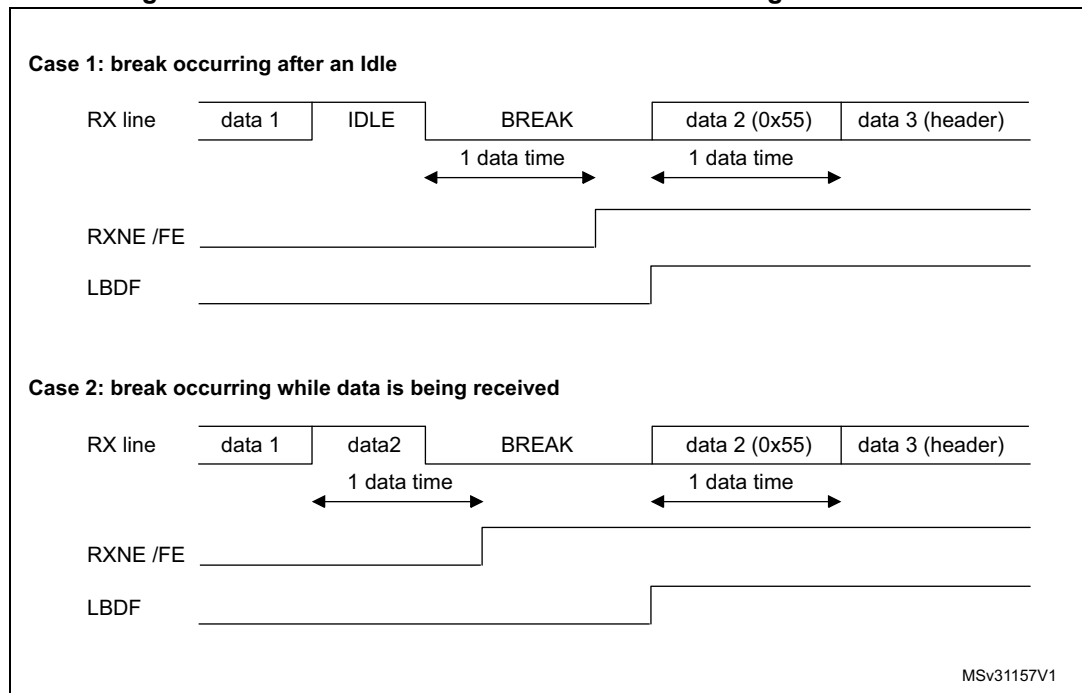 Case 1: break occurring after an Idle
RX line data 1 IDLE BREAK data 2 (0x55) data 3 (header)
1 data time 1 data time
RXNE /FE
LBDF
Case 2: break occurring while data is being received
RX line data 1 data2 BREAK data 2 (0x55) data 3 (header)
1 data time 1 data time
RXNE /FE
LBDF
MSv31157V1